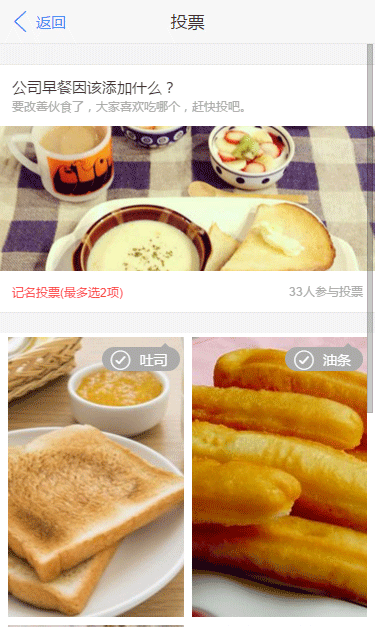 返回
投票
公司早餐因该添加什么？
要改善伙食了，大家喜欢吃哪个，赶快投吧。
记名投票(最多选2项)
33人参与投票
吐司
油条